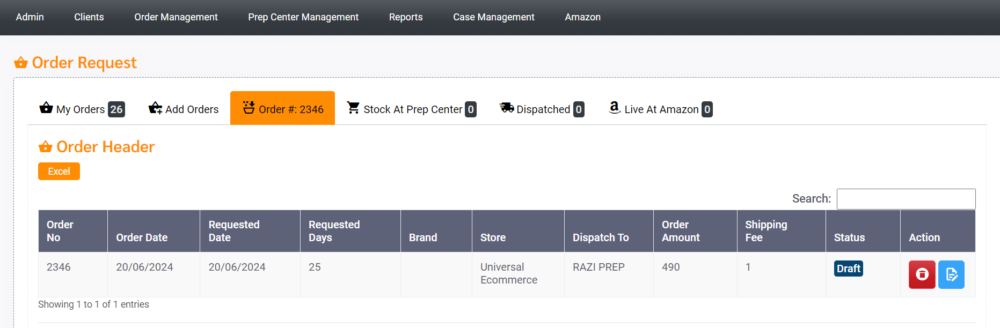 Admin Clients Order Management Prep Center Management Reports Case Management Amazon
Order Request
My Orders 26 Add Orders Order #: 2346 Stock At Prep Center 0 Dispatched 0 Live At Amazon 0
Order Header
Excel
Search:
Order No Order Date Requested Date Requested Days Brand Store Dispatch To Order Amount Shipping Fee Status Action
2346 20/06/2024 20/06/2024 25 Universal Ecommerce RAZI PREP 490 1 Draft
Showing 1 to 1 of 1 entries